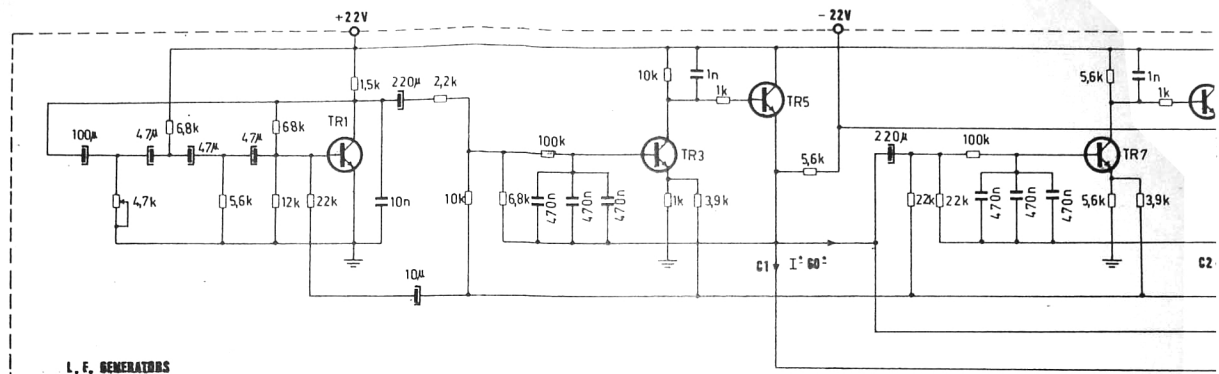 +22V
- 22V
1,5k
220µ
2,2k
10k
1n
1k
TR5
5,6k
1n
1k
100µ
4,7µ
6,8k
4,7µ
4,7µ
68k
TR1
100k
TR3
5,6k
220µ
100k
TR7
4,7k
5,6k
12k
22k
10n
10k
6,8k
470n
470n
470n
1k
3,9k
22k
22k
470n
470n
470n
5,6k
3,9k
C1
I° 60°
C2
10µ
L. F. GENERATORS